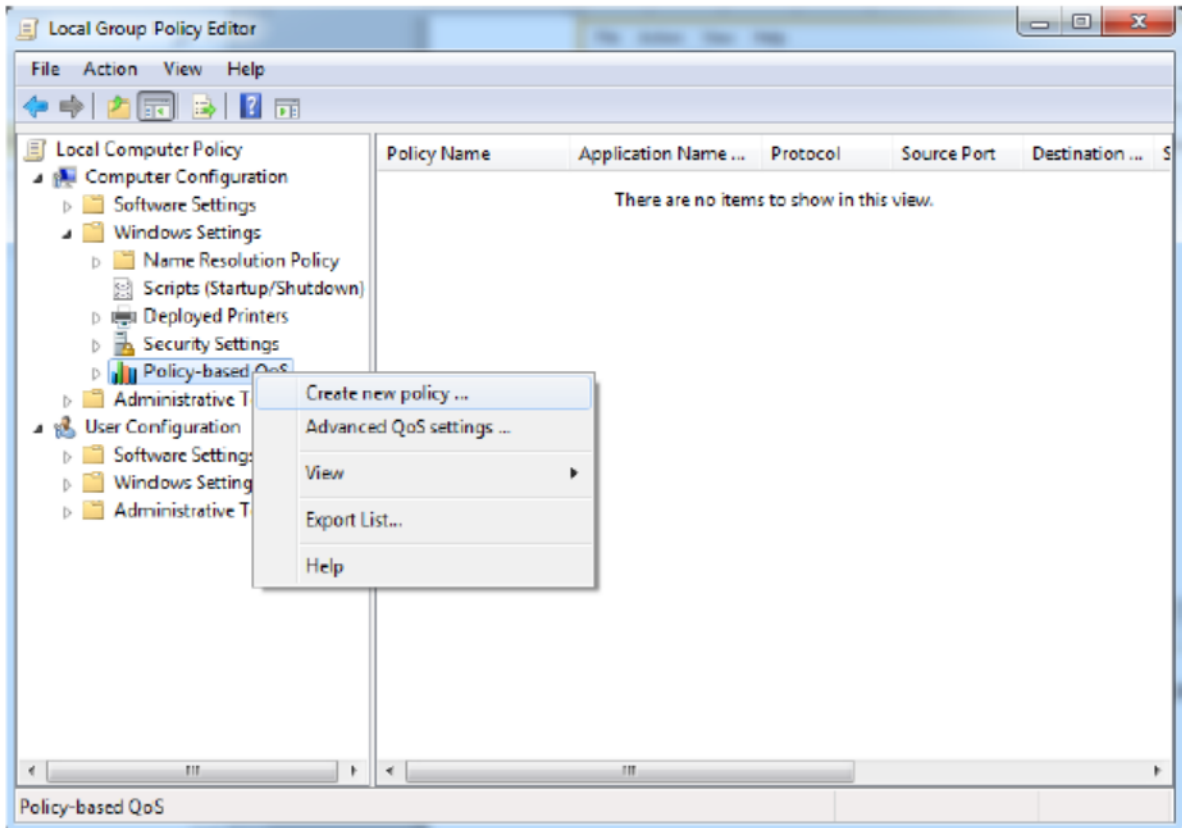 Local Group Policy Editor
File Action View Help
Local Computer Policy
Computer Configuration
Software Settings
Windows Settings
Name Resolution Policy
Scripts (Startup/Shutdown)
Deployed Printers
Security Settings
Policy-based QoS
Administrative T
User Configuration
Software Settings
Windows Setting
Administrative T
Policy Name Application Name ... Protocol Source Port Destination ... S
There are no items to show in this view.
Create new policy ...
Advanced QoS settings ...
View
Export List...
Help
Policy-based QoS